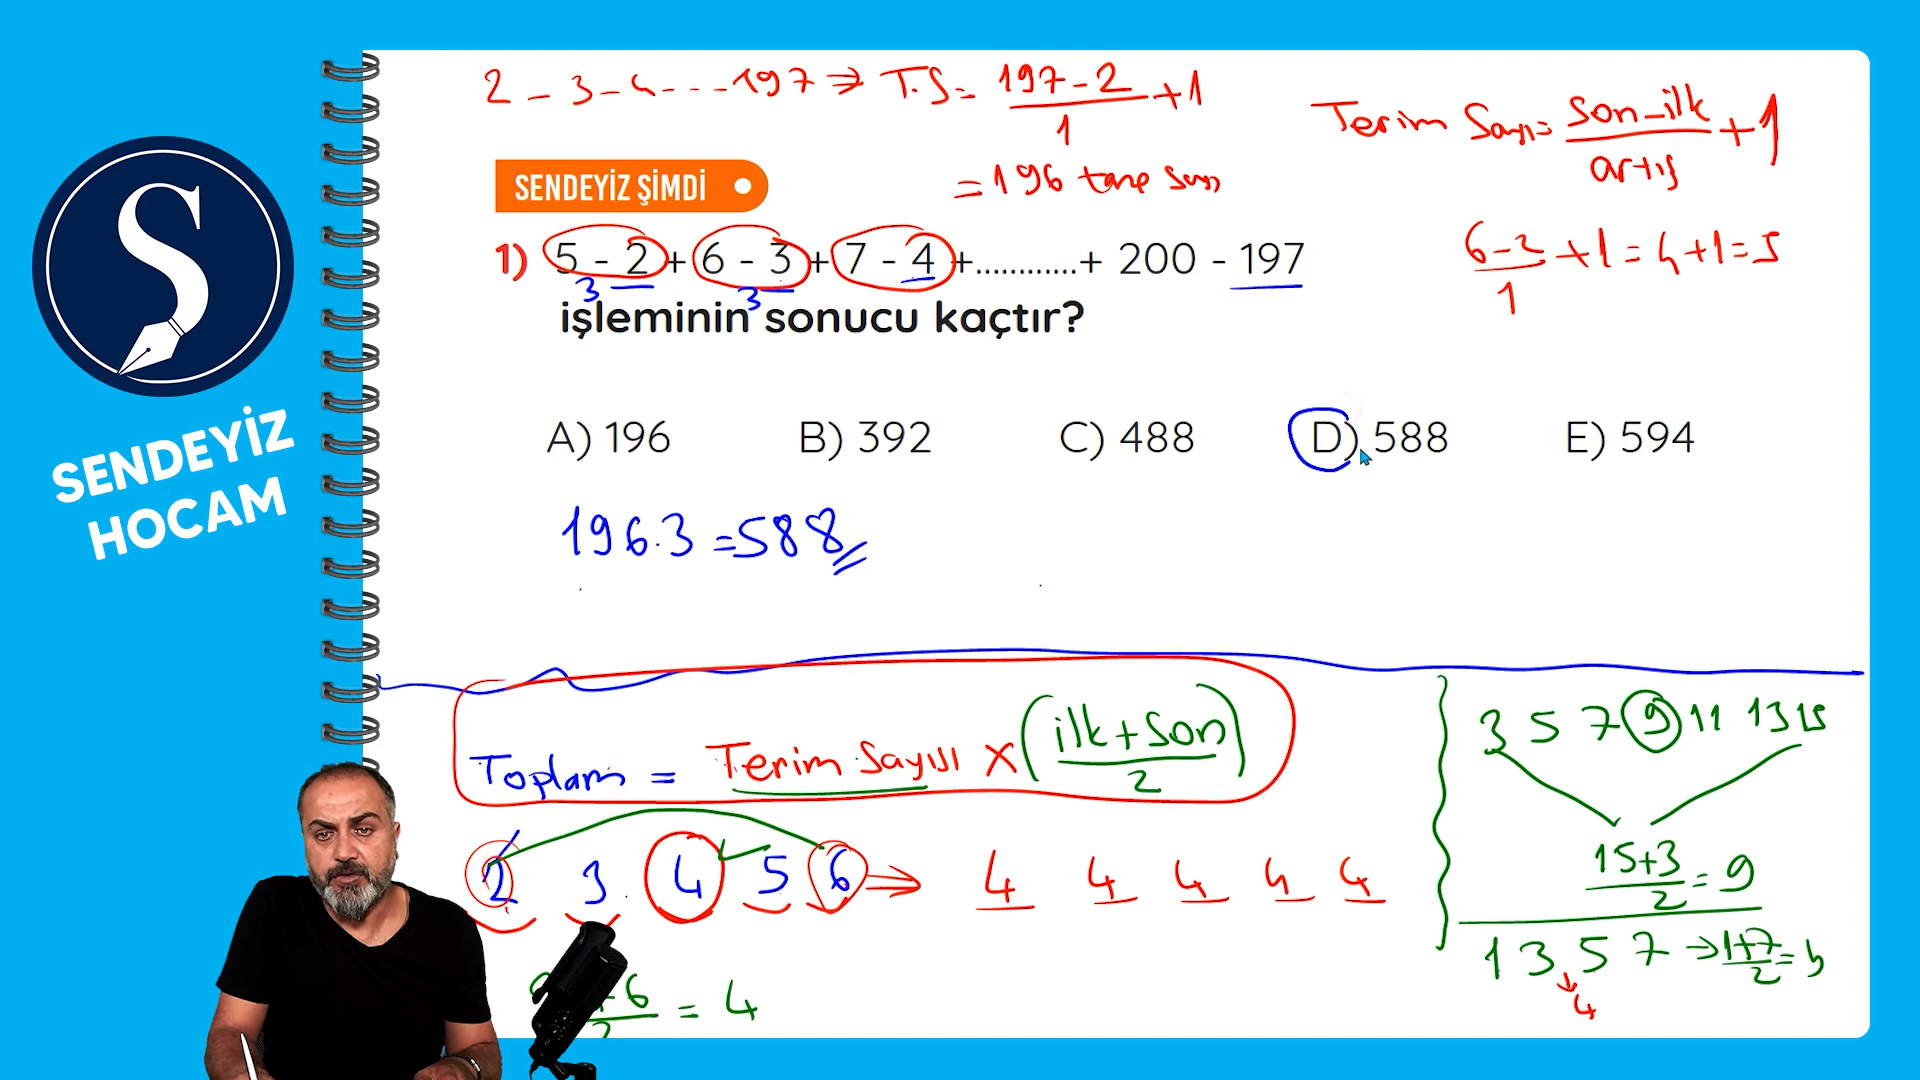 2 - 3 - 4 - - - 197 ⇒ T.S = (197 - 2)/1 + 1
= 196 tane sayı
Terim Sayı = (son - ilk)/artış + 1
(6 - 2)/1 + 1 = 4 + 1 = 5
SENDEYİZ ŞİMDİ
1) 5 - 2 + 6 - 3 + 7 - 4 +............+ 200 - 197
3 3
işleminin sonucu kaçtır?
A) 196 B) 392 C) 488 D) 588 E) 594
196.3 = 588
S
SENDEYİZ
HOCAM
Toplam = Terim Sayısı x ((ilk + son)/2)
2 3 4 5 6 → 4 4 4 4 4
+ 6 = 4
3 5 7 9 11 13 15
(15 + 3)/2 = 9
1 3 5 7 → (1 + 7)/2 = 4
4